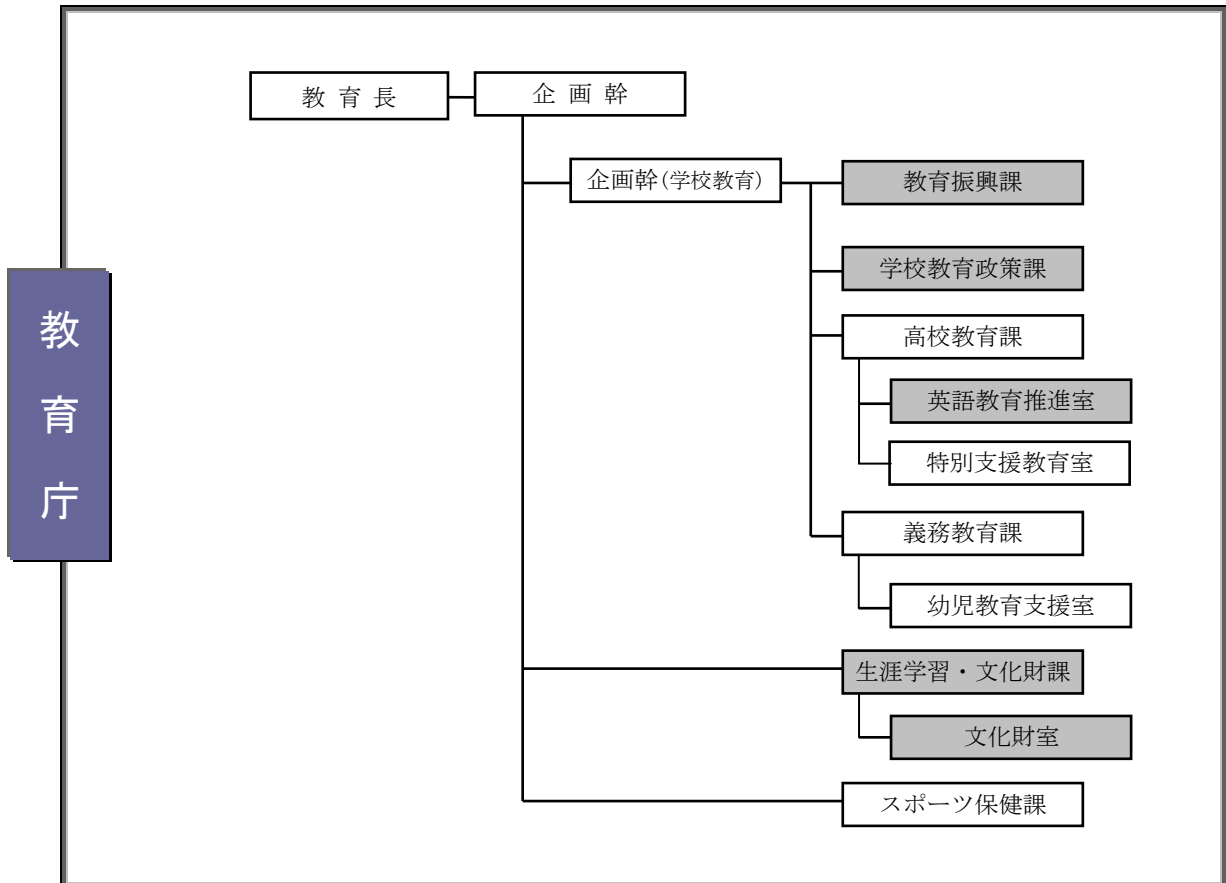 教育庁
教 育 長
企 画 幹
企画幹(学校教育)
教育振興課
学校教育政策課
高校教育課
英語教育推進室
特別支援教育室
義務教育課
幼児教育支援室
生涯学習・文化財課
文化財室
スポーツ保健課